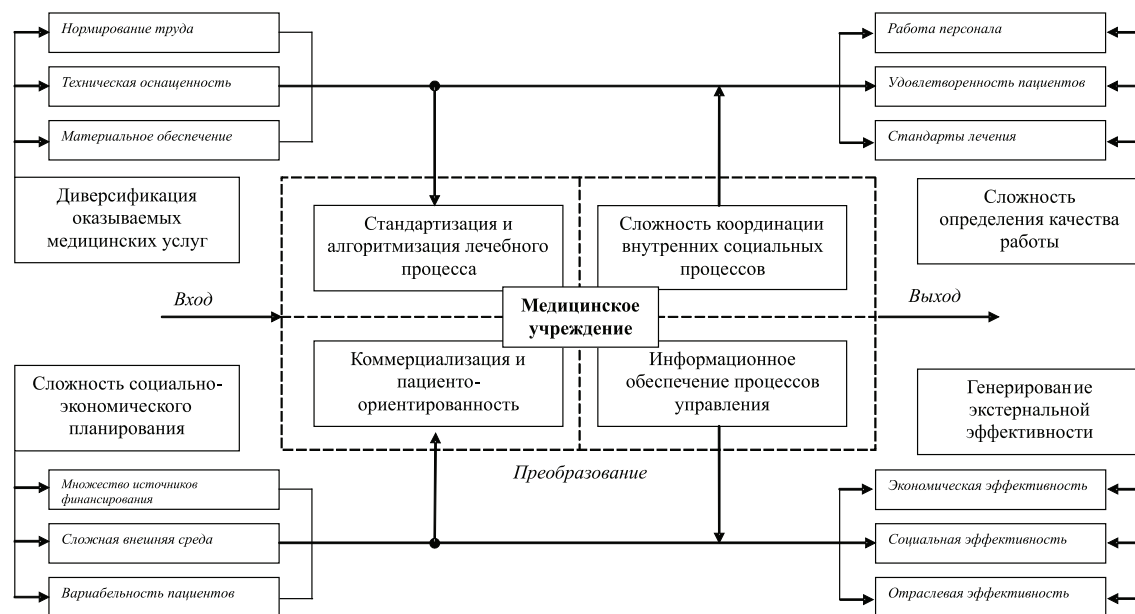 Нормирование труда
Техническая оснащенность
Материальное обеспечение
Диверсификация
оказываемых
медицинских услуг
Работа персонала
Удовлетворенность пациентов
Стандарты лечения
Сложность
определения качества
работы
Стандартизация и
алгоритмизация лечебного
процесса
Сложность координации
внутренних социальных
процессов
Вход
Медицинское
учреждение
Выход
Коммерциализация и
пациенто-
ориентированность
Информационное
обеспечение процессов
управления
Преобразование
Сложность социально-
экономического
планирования
Множество источников
финансирования
Сложная внешняя среда
Вариабельность пациентов
Генерирование
экстернальной
эффективности
Экономическая эффективность
Социальная эффективность
Отраслевая эффективность